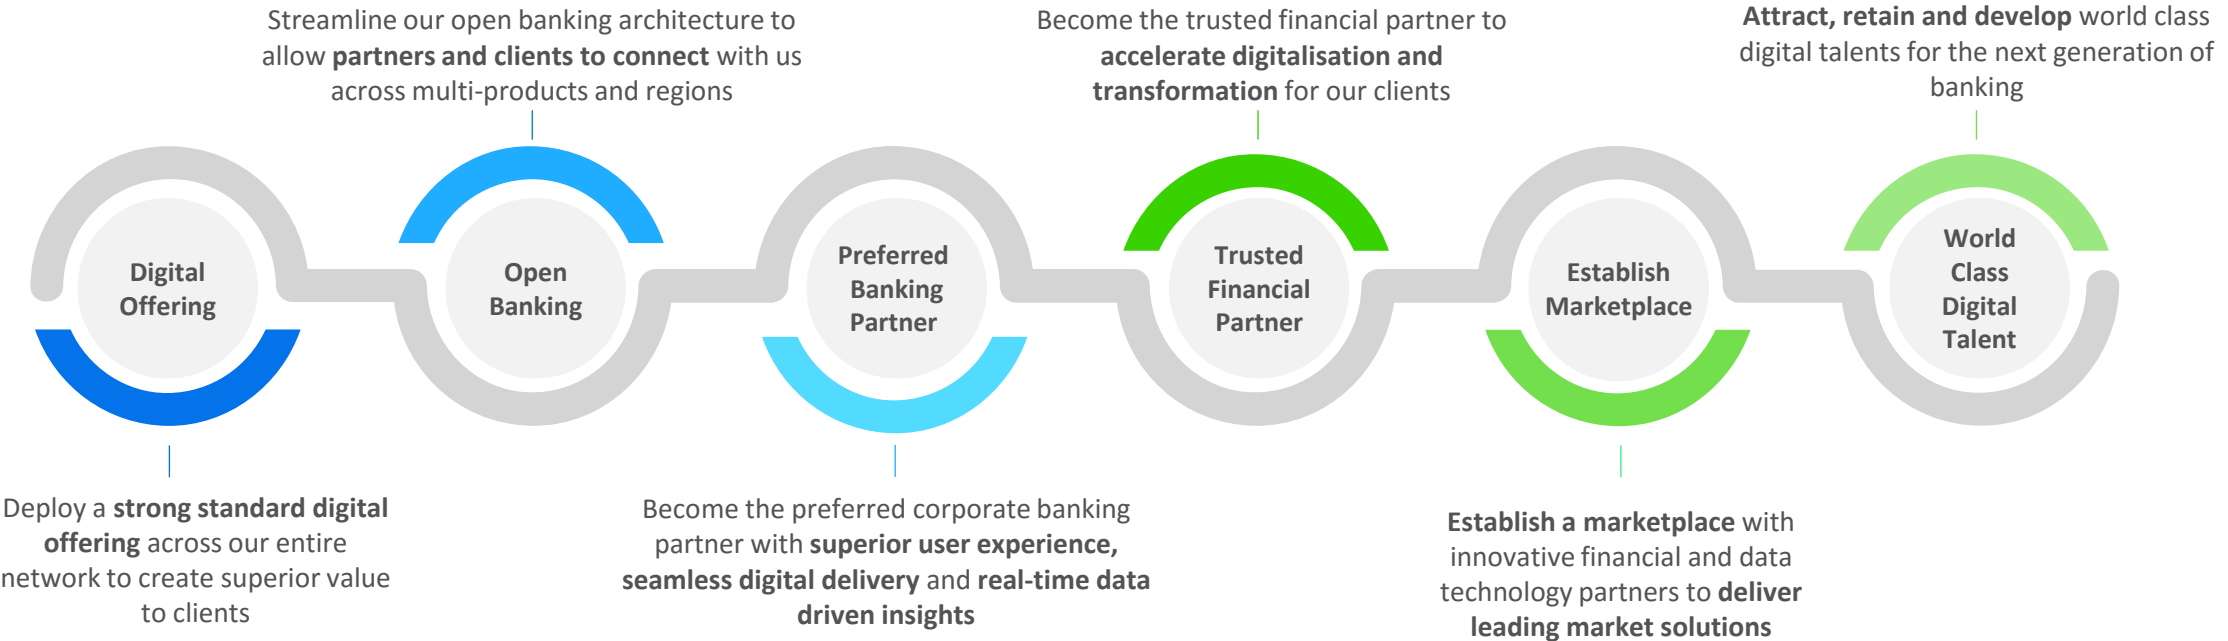 Streamline our open banking architecture to
allow partners and clients to connect with us
across multi-products and regions
Become the trusted financial partner to
accelerate digitalisation and
transformation for our clients
Attract, retain and develop world class
digital talents for the next generation of
banking
Digital
Offering
Open
Banking
Preferred
Banking
Partner
Trusted
Financial
Partner
Establish
Marketplace
World
Class
Digital
Talent
Deploy a strong standard digital
offering across our entire
network to create superior value
to clients
Become the preferred corporate banking
partner with superior user experience,
seamless digital delivery and real-time data
driven insights
Establish a marketplace with
innovative financial and data
technology partners to deliver
leading market solutions